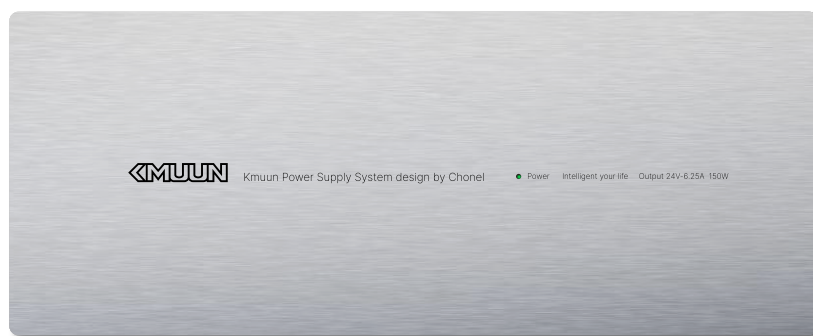 KMUUN Kmuun Power Supply System design by Chonel Power Intelligent your life Output 24V-6.25A 150W